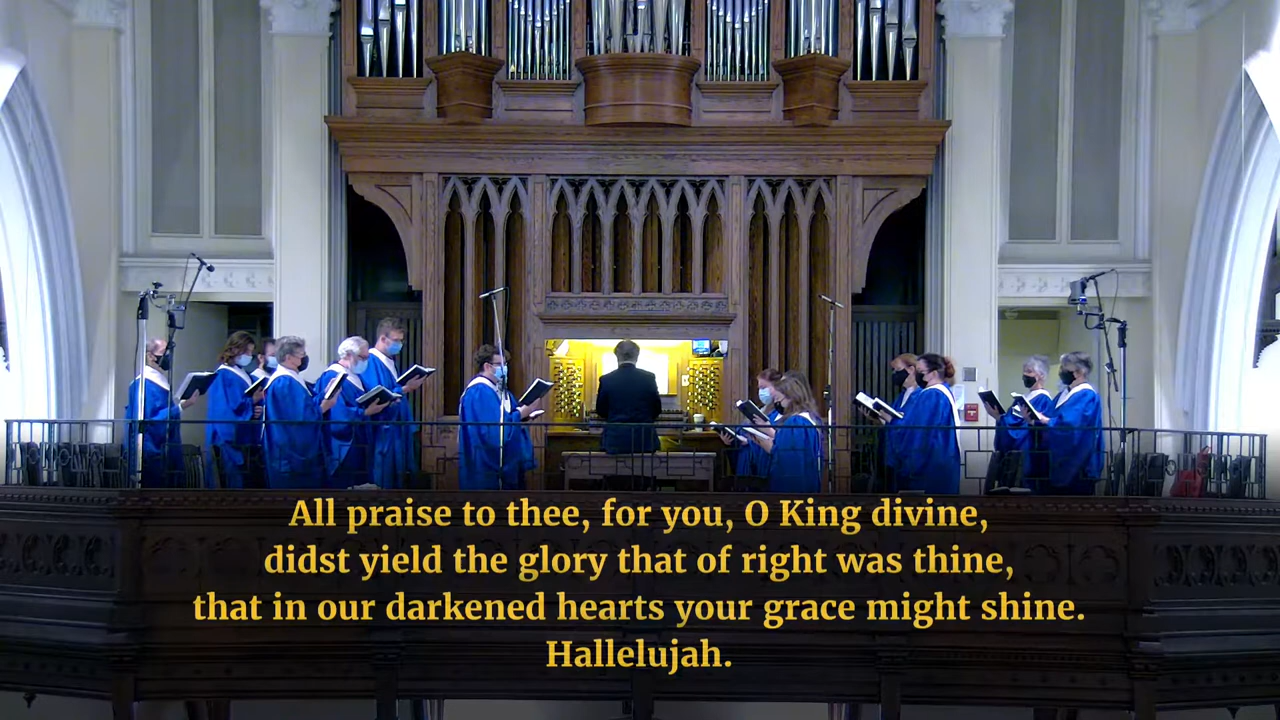 All praise to thee, for you, O King divine,
didst yield the glory that of right was thine,
that in our darkened hearts your grace might shine.
Hallelujah.